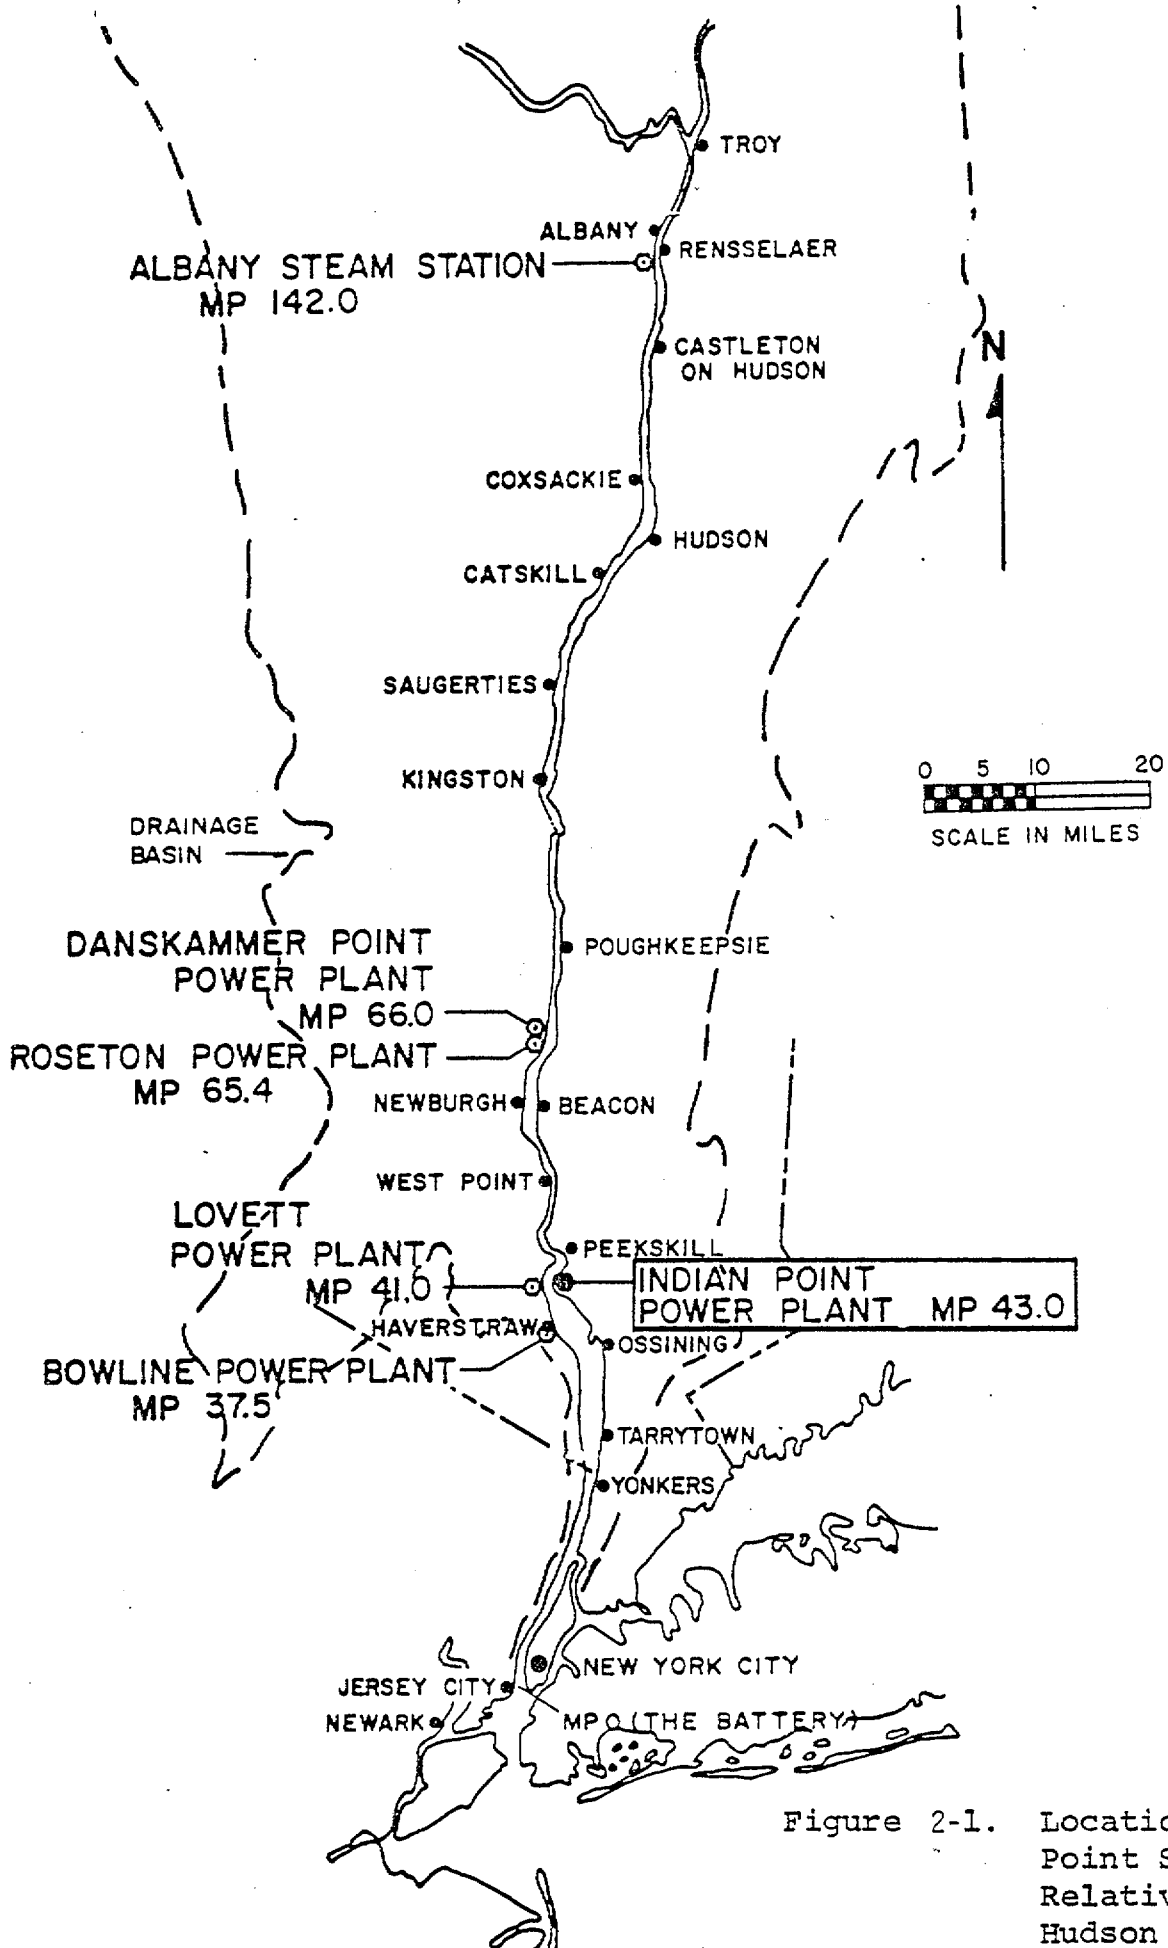 TROY
ALBANY
RENSSELAER
ALBANY STEAM STATION
MP 142.0
CASTLETON
ON HUDSON
N
COXSACKIE
HUDSON
CATSKILL
SAUGERTIES
KINGSTON
0 5 10 20
SCALE IN MILES
DRAINAGE
BASIN
DANSKAMMER POINT
POWER PLANT
MP 66.0
POUGHKEEPSIE
ROSETON POWER PLANT
MP 65.4
NEWBURGH
BEACON
WEST POINT
LOVETT
POWER PLANT
MP 41.0
PEEKSKILL
INDIAN POINT
POWER PLANT MP 43.0
HAVERSTRAW
OSSINING
BOWLINE POWER PLANT
MP 37.5
TARRYTOWN
YONKERS
NEW YORK CITY
JERSEY CITY
NEWARK
MP 0 (THE BATTERY)
Figure 2-1. Locatio
Point S
Relativ
Hudson